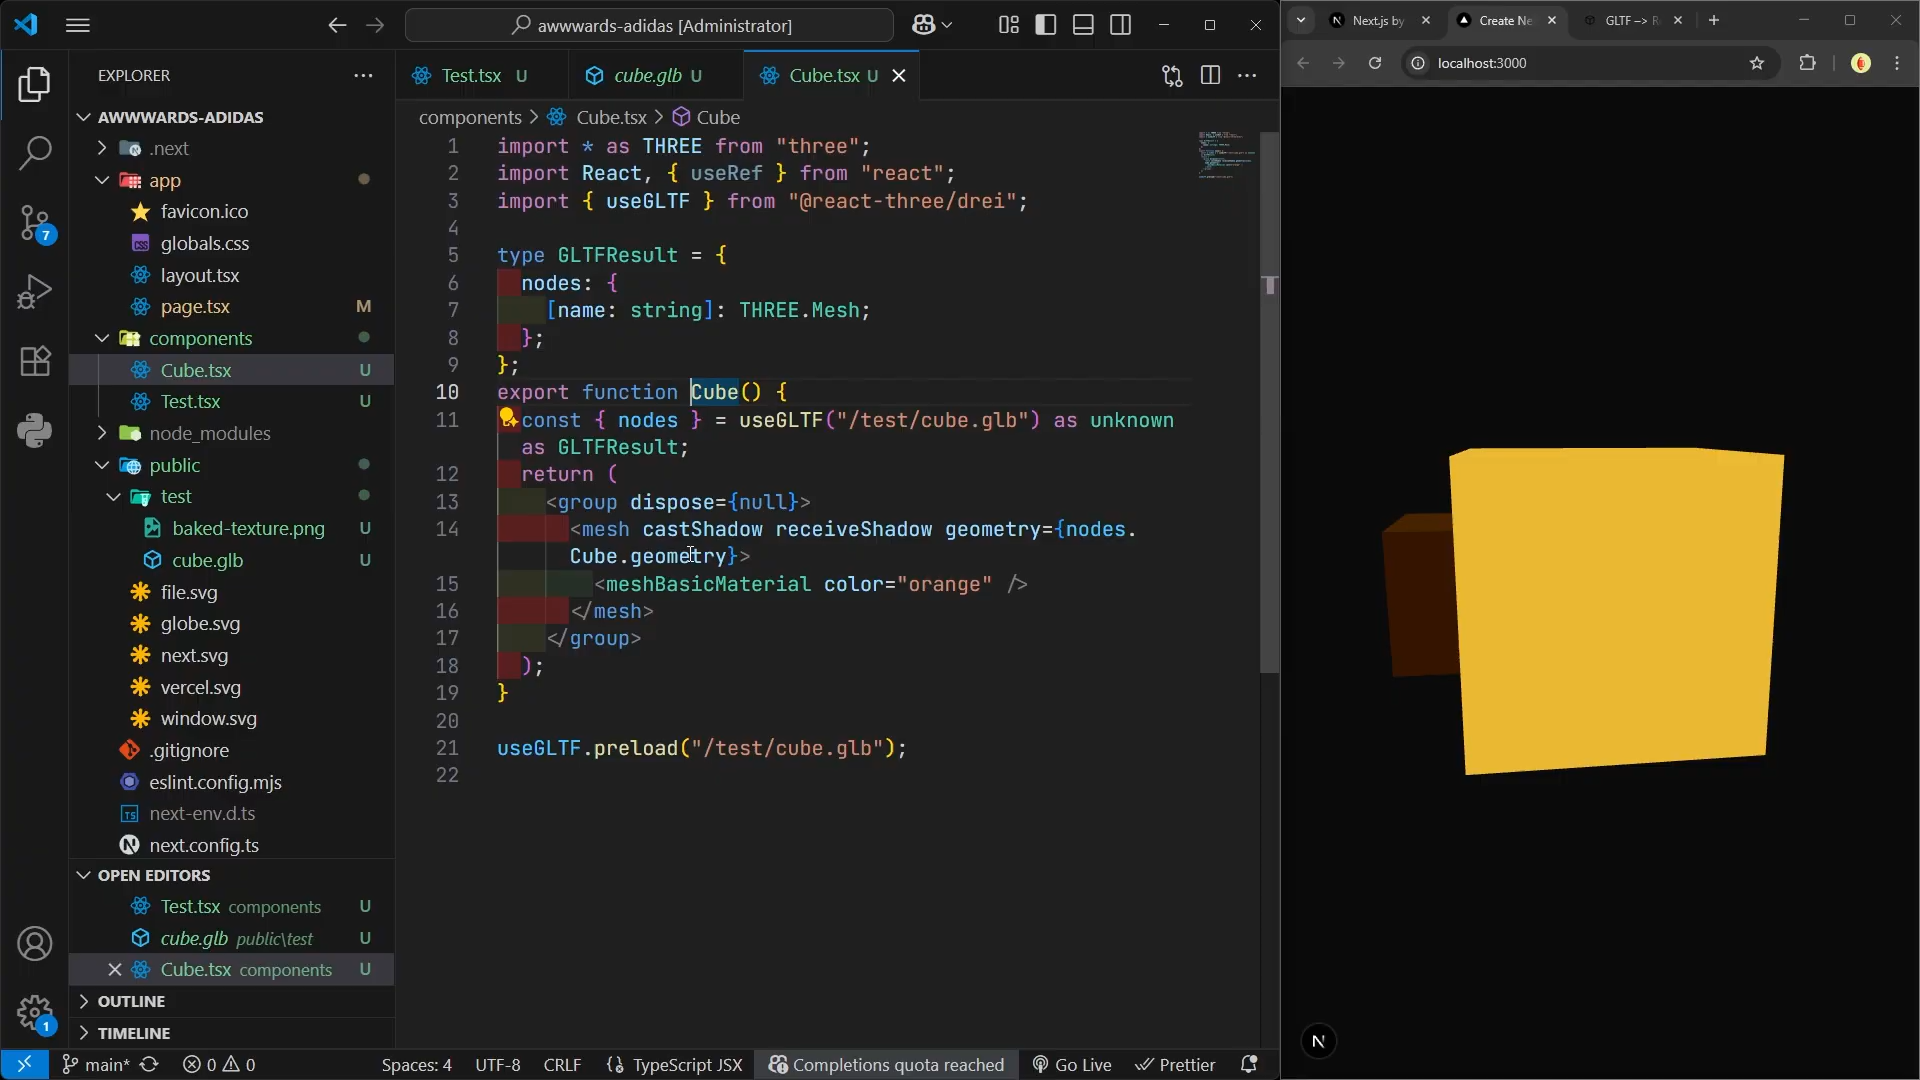 awwwards-adidas [Administrator]
EXPLORER
AWWWARDS-ADIDAS
.next
app
favicon.ico
globals.css
layout.tsx
page.tsx M
components
Cube.tsx U
Test.tsx U
node_modules
public
test
baked-texture.png U
cube.glb U
file.svg
globe.svg
next.svg
vercel.svg
window.svg
.gitignore
eslint.config.mjs
next-env.d.ts
next.config.ts
OPEN EDITORS
Test.tsx components U
cube.glb public\test U
Cube.tsx components U
OUTLINE
TIMELINE
7
1
Test.tsx U
cube.glb U
Cube.tsx U
components > Cube.tsx > Cube
1 import * as THREE from "three";
2 import React, { useRef } from "react";
3 import { useGLTF } from "@react-three/drei";
4
5 type GLTFResult = {
6 nodes: {
7 [name: string]: THREE.Mesh;
8 };
9 };
10 export function Cube() {
11 const { nodes } = useGLTF("/test/cube.glb") as unknown
as GLTFResult;
12 return (
13 <group dispose={null}>
14 <mesh castShadow receiveShadow geometry={nodes.
Cube.geometry}>
15 <meshBasicMaterial color="orange" />
16 </mesh>
17 </group>
18 );
19 }
20
21 useGLTF.preload("/test/cube.glb");
22
main*
0 0
Spaces: 4
UTF-8
CRLF
TypeScript JSX
Completions quota reached
Go Live
Prettier
Next.js by
Create Ne
GLTF –> R
localhost:3000
N